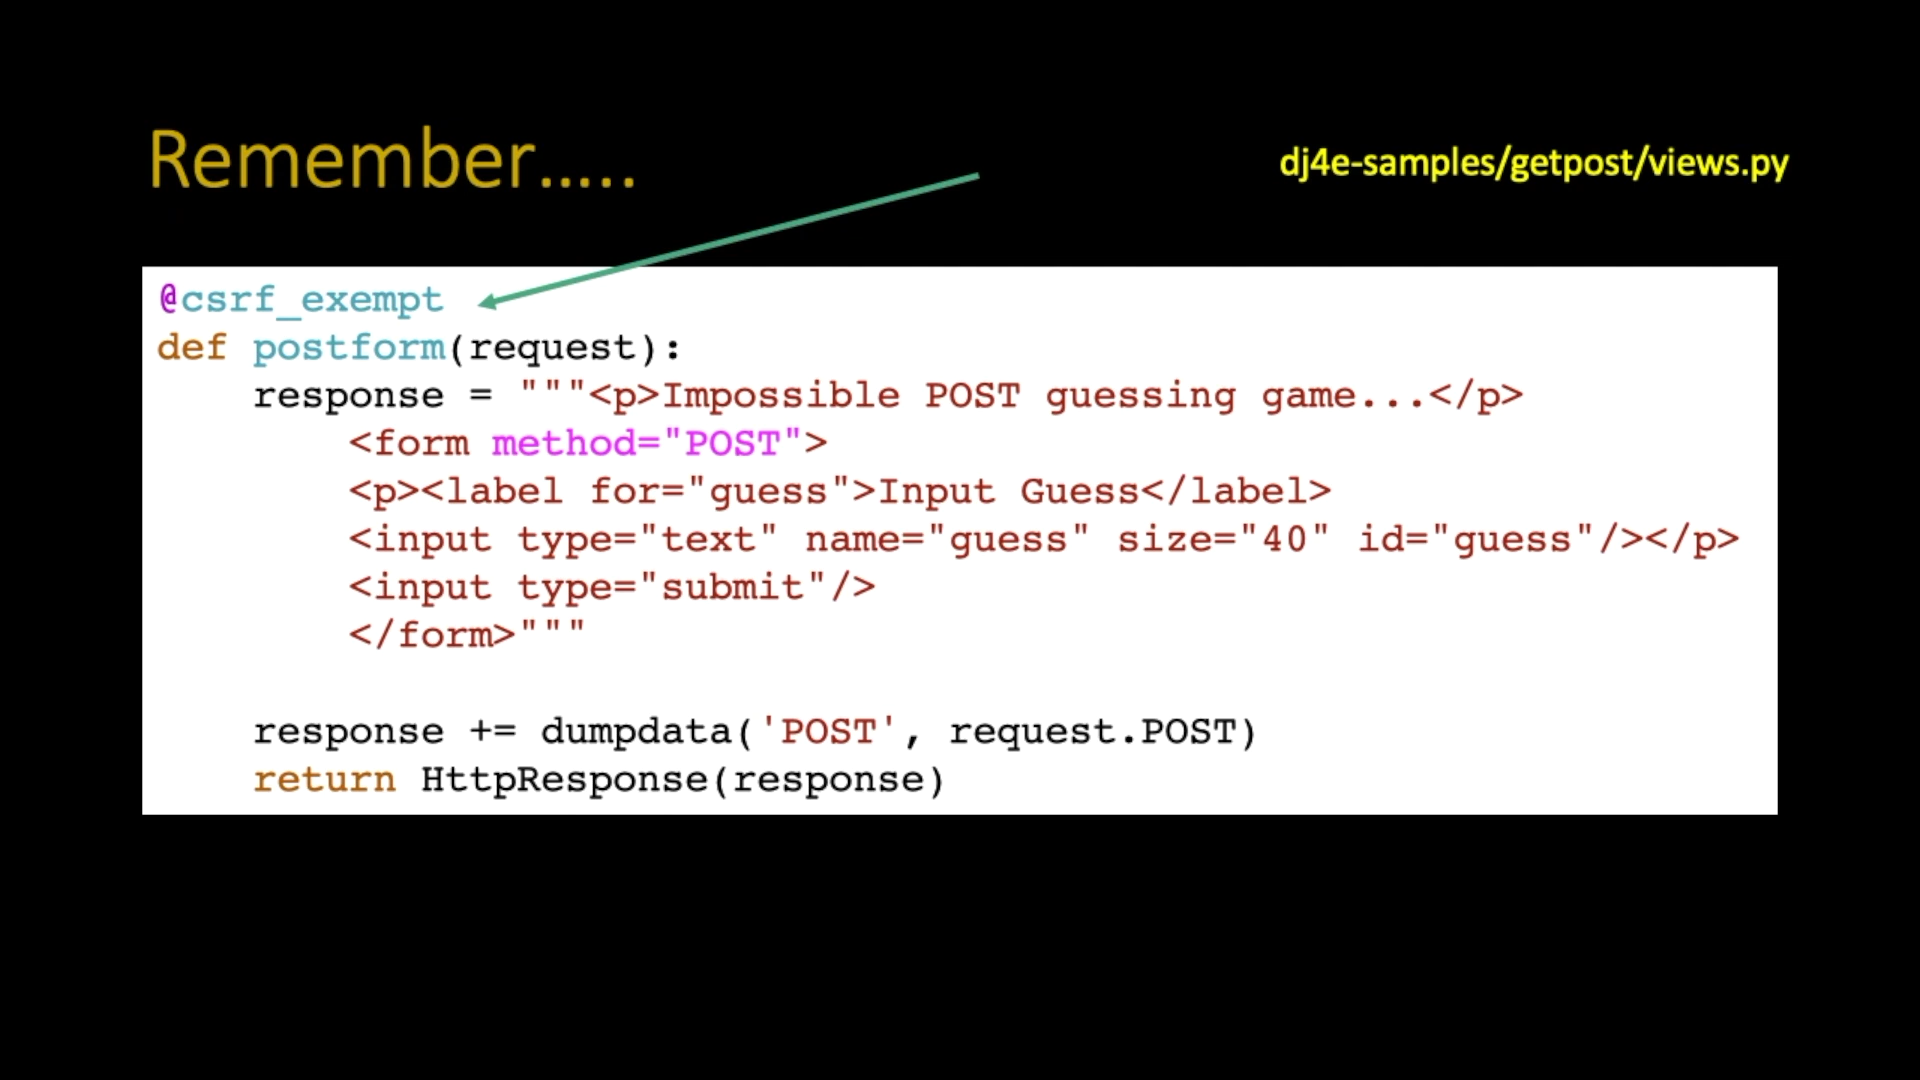 Remember.....
dj4e-samples/getpost/views.py
@csrf_exempt
def postform(request):
    response = """<p>Impossible POST guessing game...</p>
        <form method="POST">
        <p><label for="guess">Input Guess</label>
        <input type="text" name="guess" size="40" id="guess"/></p>
        <input type="submit"/>
        </form>"""
    response += dumpdata('POST', request.POST)
    return HttpResponse(response)